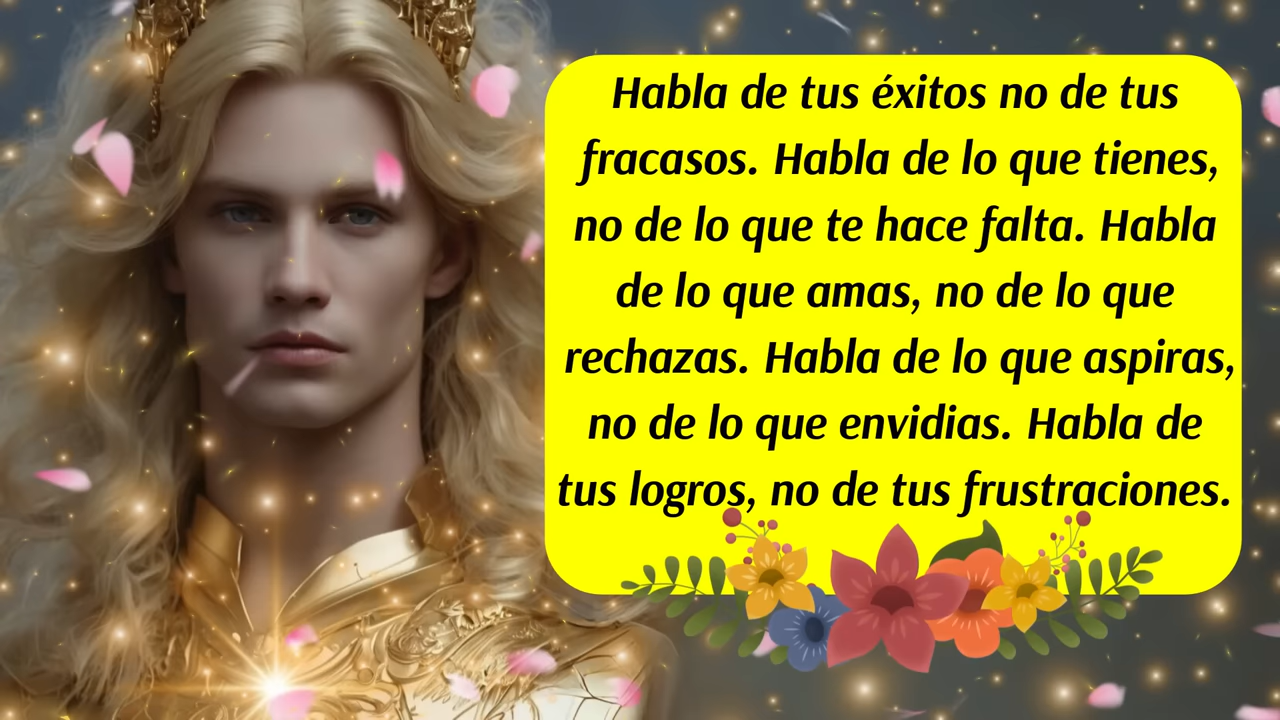 Habla de tus éxitos no de tus
fracasos. Habla de lo que tienes,
no de lo que te hace falta. Habla
de lo que amas, no de lo que
rechazas. Habla de lo que aspiras,
no de lo que envidias. Habla de
tus logros, no de tus frustraciones.